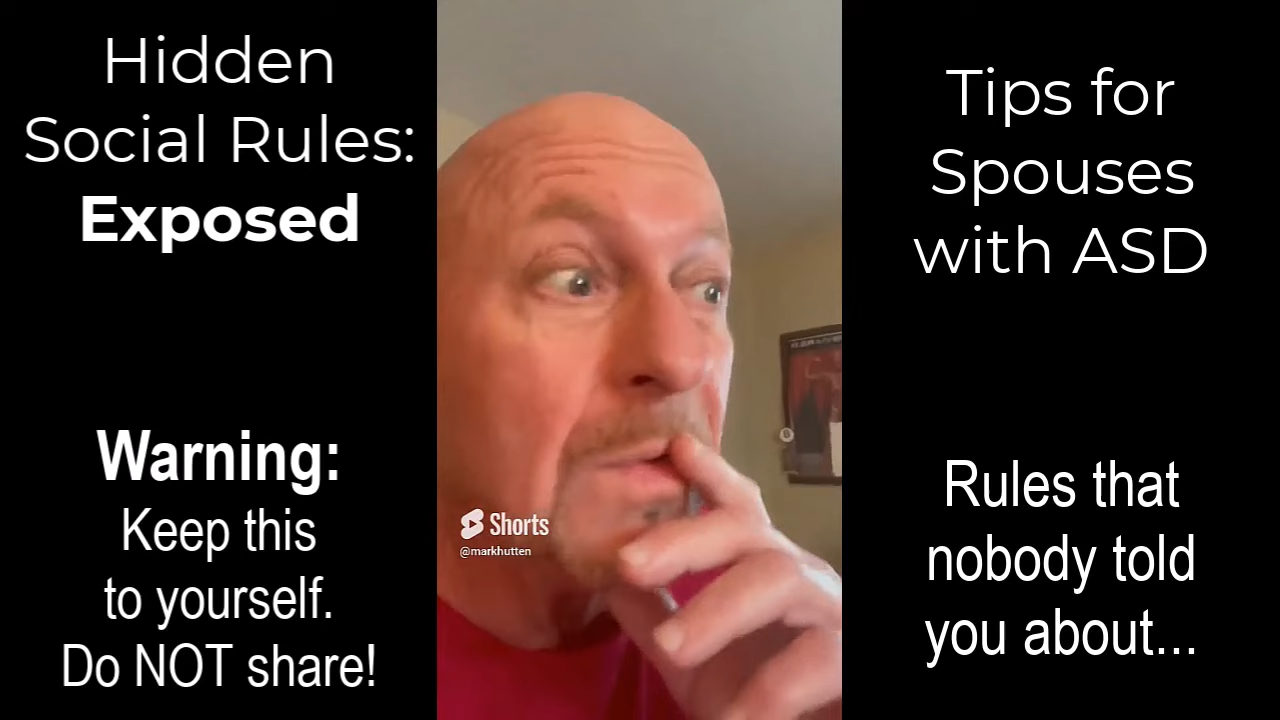 Hidden
Social Rules:
Exposed
Warning:
Keep this
to yourself.
Do NOT share!
Shorts
@markhutten
Tips for
Spouses
with ASD
Rules that
nobody told
you about...